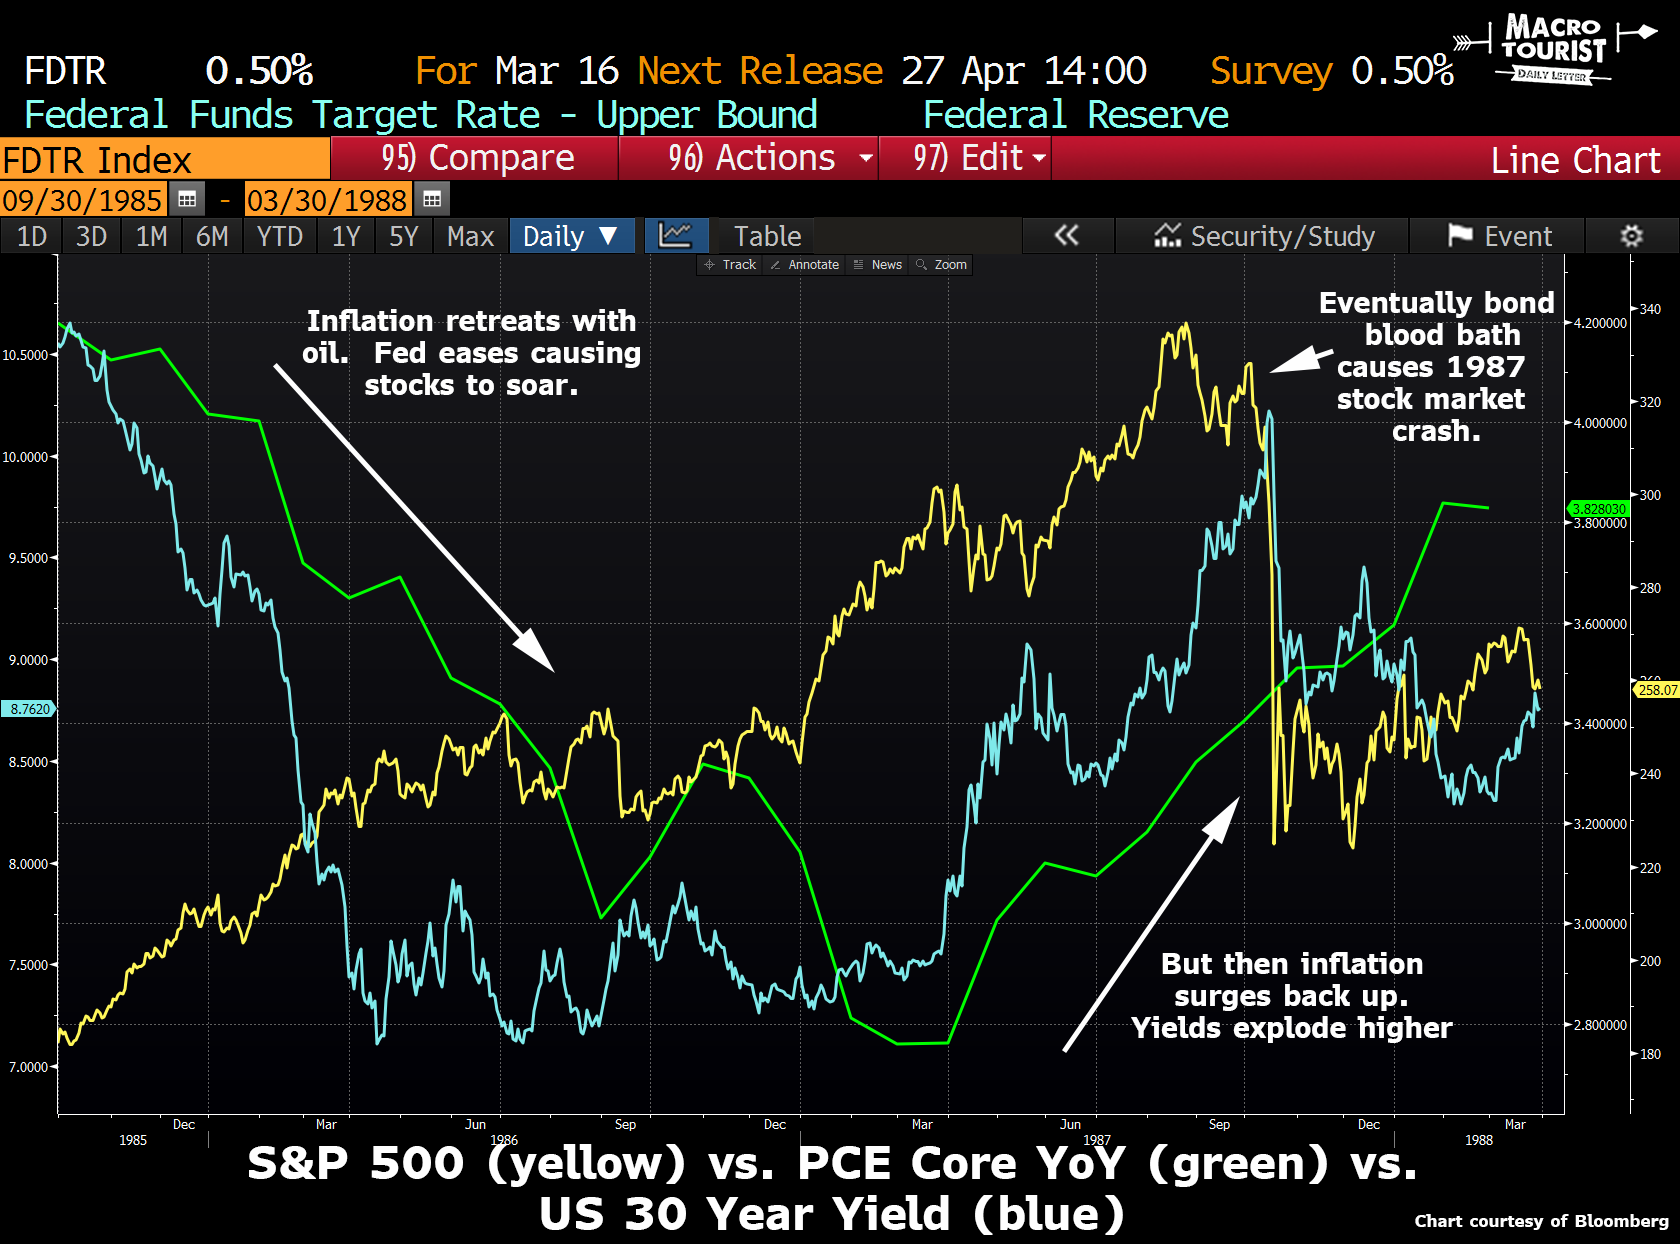 MACRO
TOURIST
DAILY LETTER
FDTR 0.50% For Mar 16 Next Release 27 Apr 14:00 Survey 0.50%
Federal Funds Target Rate - Upper Bound Federal Reserve
FDTR Index 95) Compare 96) Actions 97) Edit Line Chart
09/30/1985 - 03/30/1988
1D 3D 1M 6M YTD 1Y 5Y Max Daily ▼ Table « Security/Study Event
Track Annotate News Zoom
Inflation retreats with
oil. Fed eases causing
stocks to soar.
Eventually bond
blood bath
causes 1987
stock market
crash.
But then inflation
surges back up.
Yields explode higher
10.5000
10.0000
9.5000
9.0000
8.7620
8.5000
8.0000
7.5000
7.0000
4.200000
4.000000
3.828030
3.800000
3.600000
3.400000
3.200000
3.000000
2.800000
340
320
300
280
260
258.07
240
220
200
180
Dec Mar Jun Sep Dec Mar Jun Sep Dec Mar
1985 1986 1987 1988
S&P 500 (yellow) vs. PCE Core YoY (green) vs.
US 30 Year Yield (blue)
Chart courtesy of Bloomberg